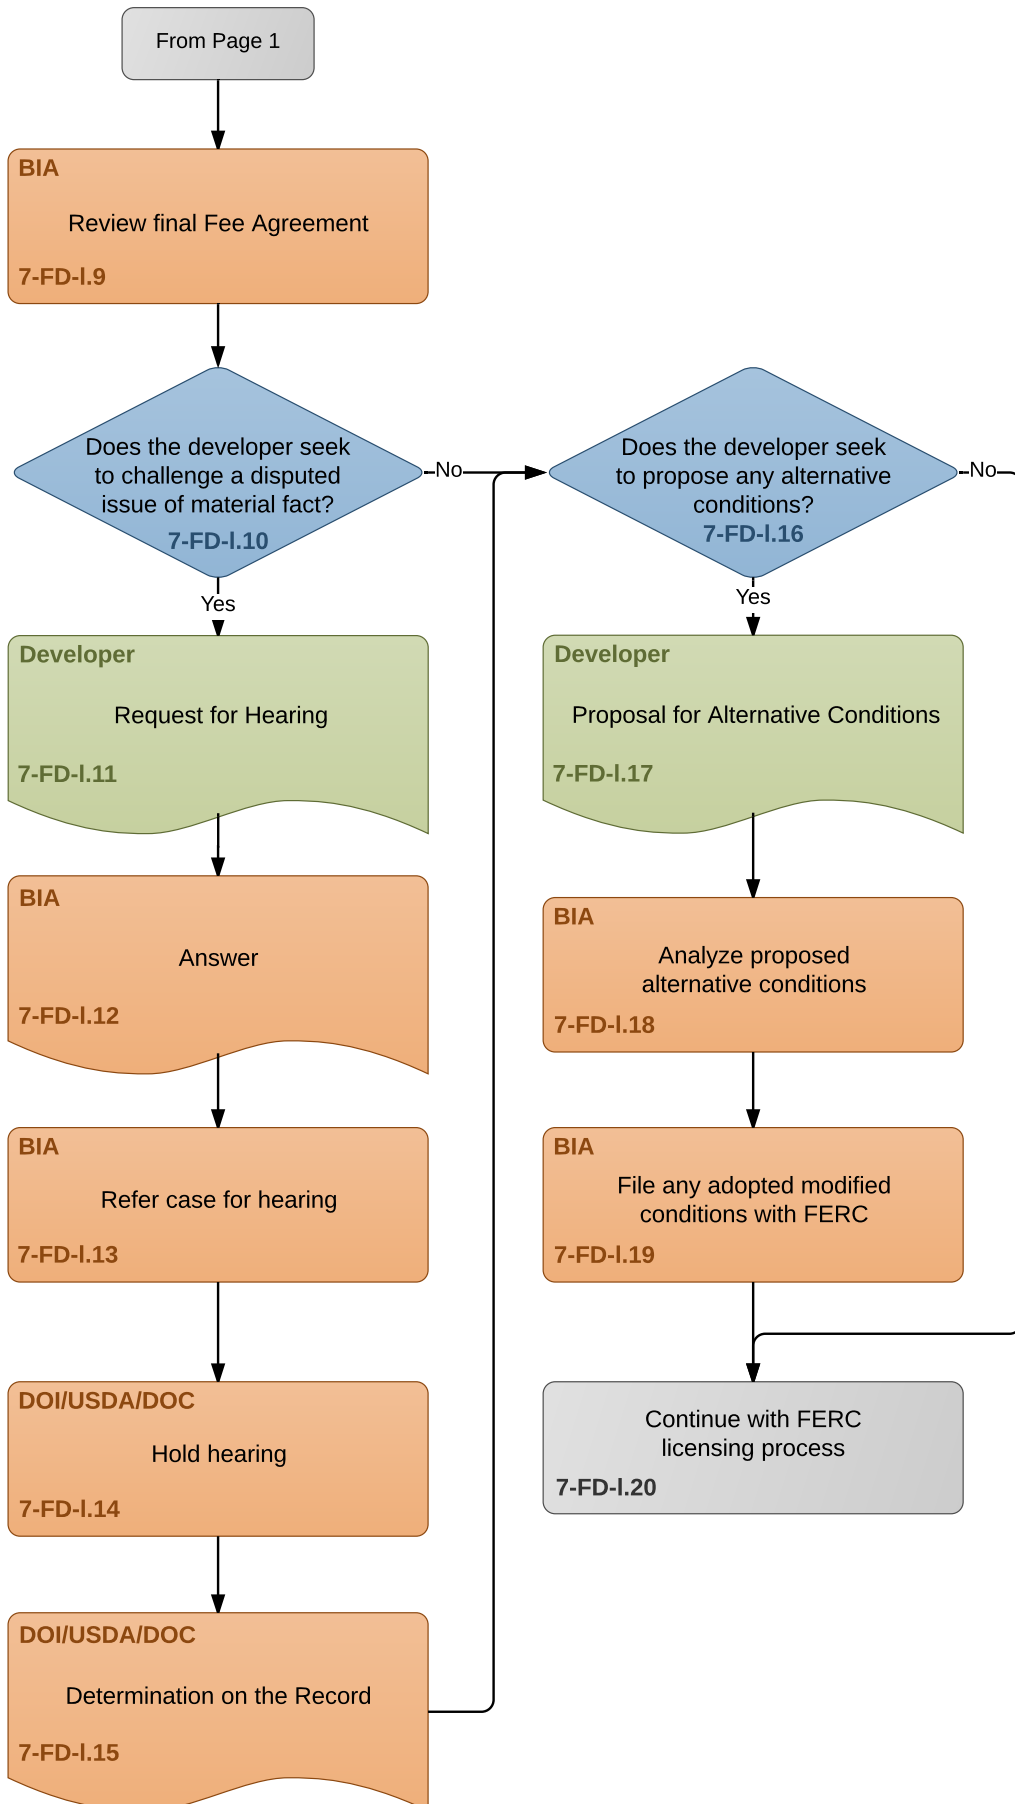 From Page 1
BIA
Review final Fee Agreement
7-FD-l.9
Does the developer seek
to challenge a disputed
issue of material fact?
7-FD-l.10
No
Yes
Developer
Request for Hearing
7-FD-l.11
BIA
Answer
7-FD-l.12
BIA
Refer case for hearing
7-FD-l.13
DOI/USDA/DOC
Hold hearing
7-FD-l.14
DOI/USDA/DOC
Determination on the Record
7-FD-l.15
Does the developer seek
to propose any alternative
conditions?
7-FD-l.16
No
Yes
Developer
Proposal for Alternative Conditions
7-FD-l.17
BIA
Analyze proposed
alternative conditions
7-FD-l.18
BIA
File any adopted modified
conditions with FERC
7-FD-l.19
Continue with FERC
licensing process
7-FD-l.20